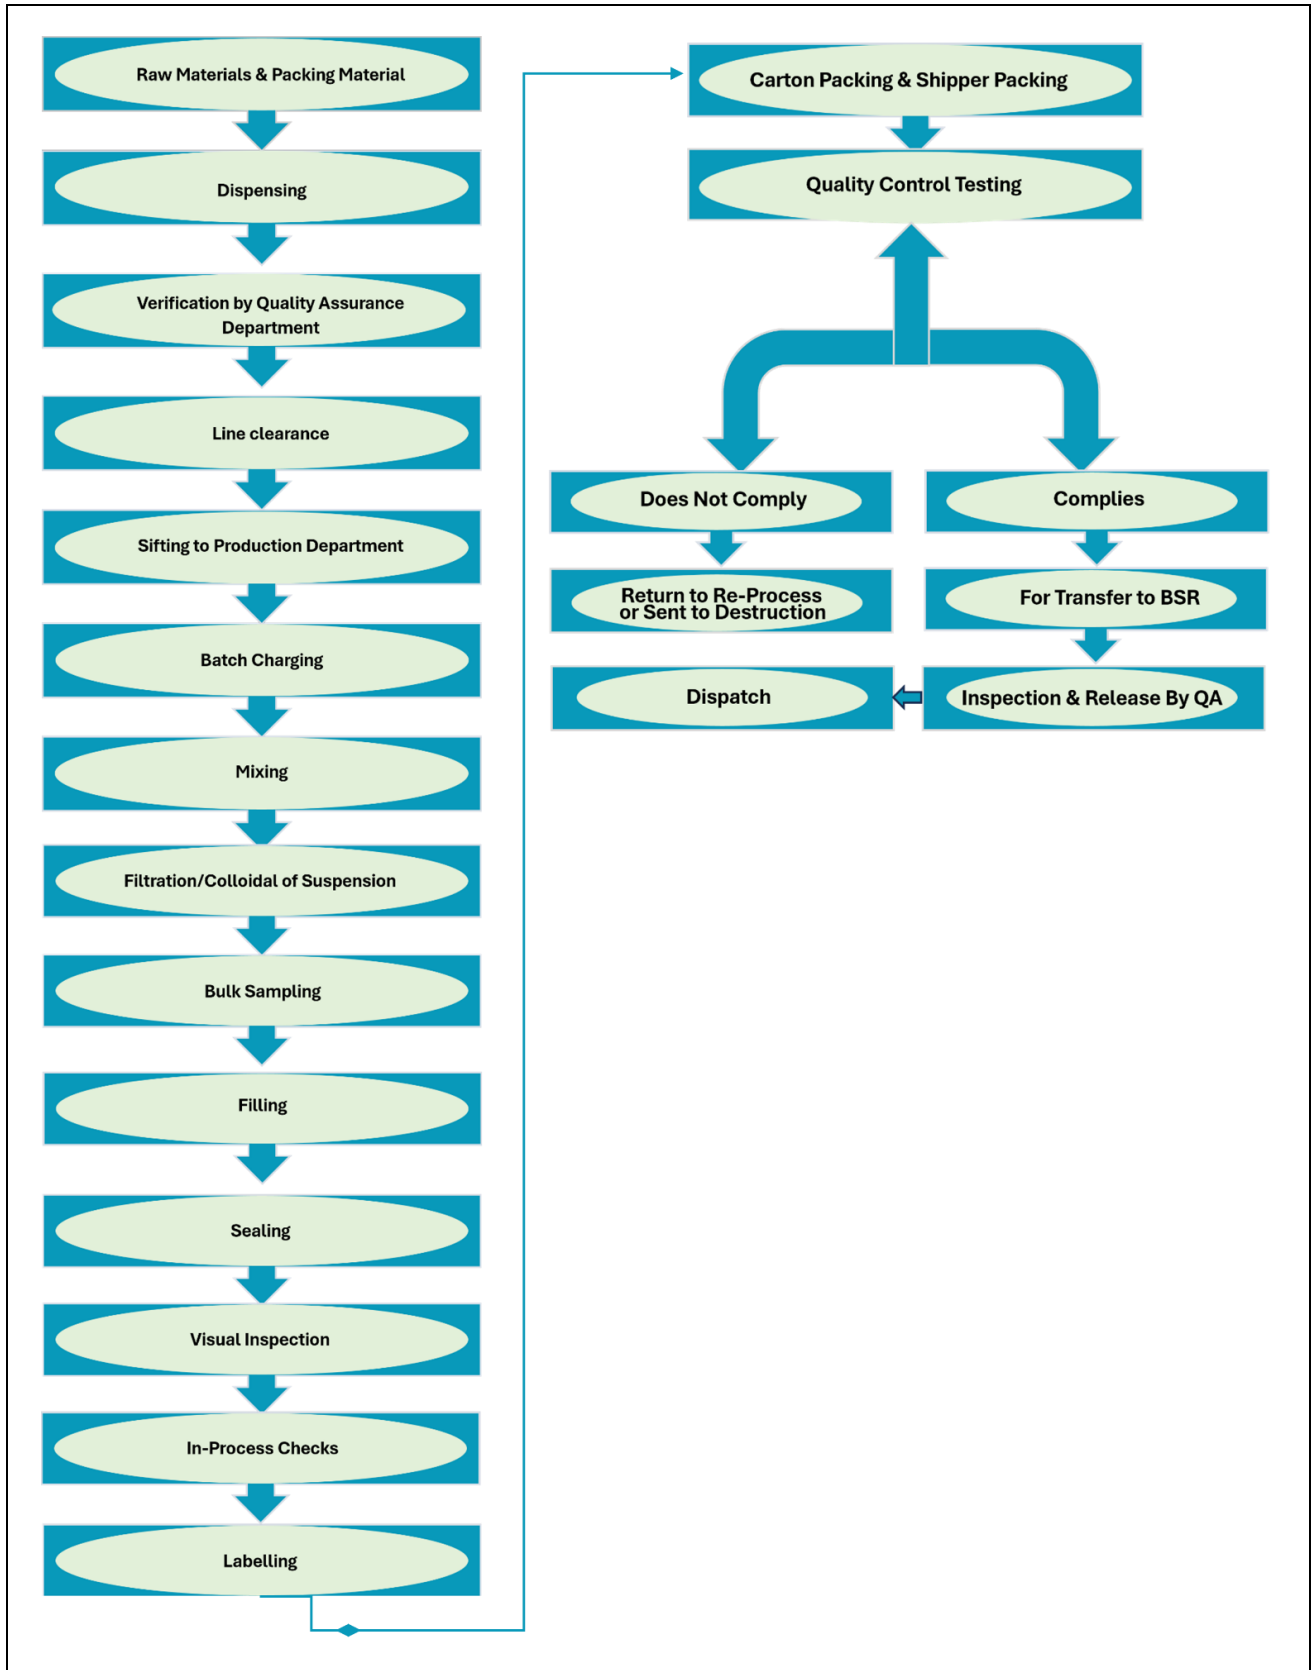 Raw Materials & Packing Material
Dispensing
Verification by Quality Assurance
Department
Line clearance
Sifting to Production Department
Batch Charging
Mixing
Filtration/Colloidal of Suspension
Bulk Sampling
Filling
Sealing
Visual Inspection
In-Process Checks
Labelling
Carton Packing & Shipper Packing
Quality Control Testing
Does Not Comply
Complies
Return to Re-Process
or Sent to Destruction
For Transfer to BSR
Inspection & Release By QA
Dispatch